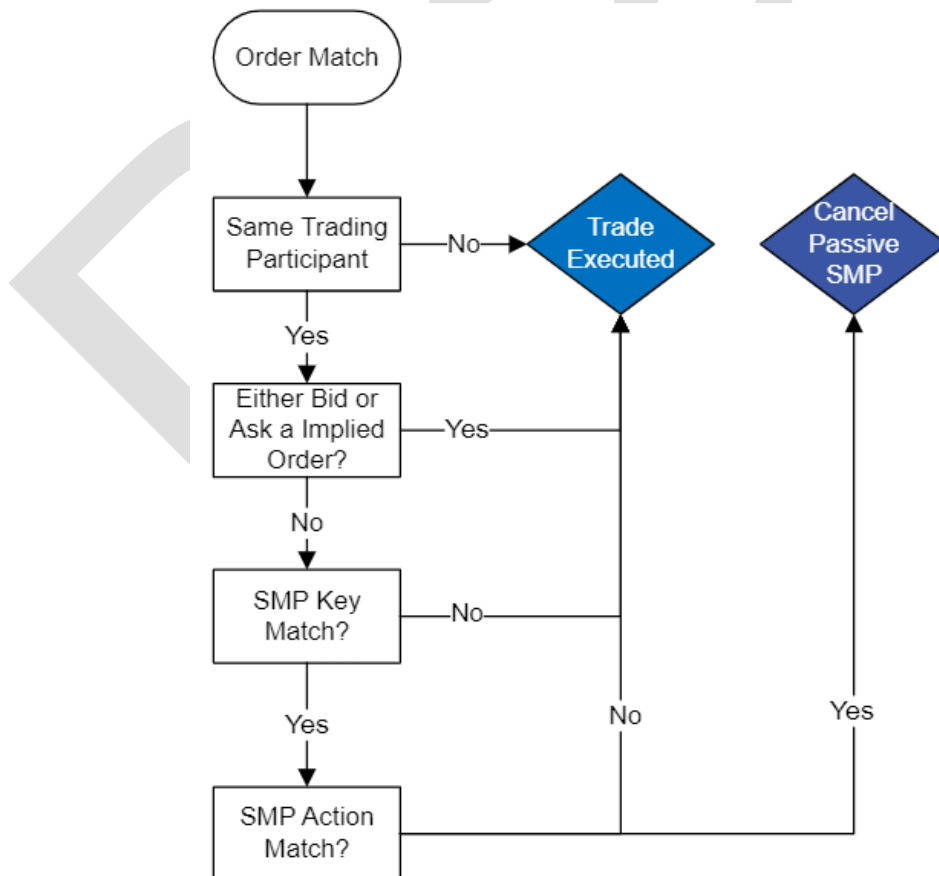 Order Match
Same Trading
Participant
No
Trade
Executed
Cancel
Passive
SMP
Yes
Either Bid or
Ask a Implied
Order?
Yes
No
SMP Key
Match?
No
Yes
No
Yes
SMP Action
Match?